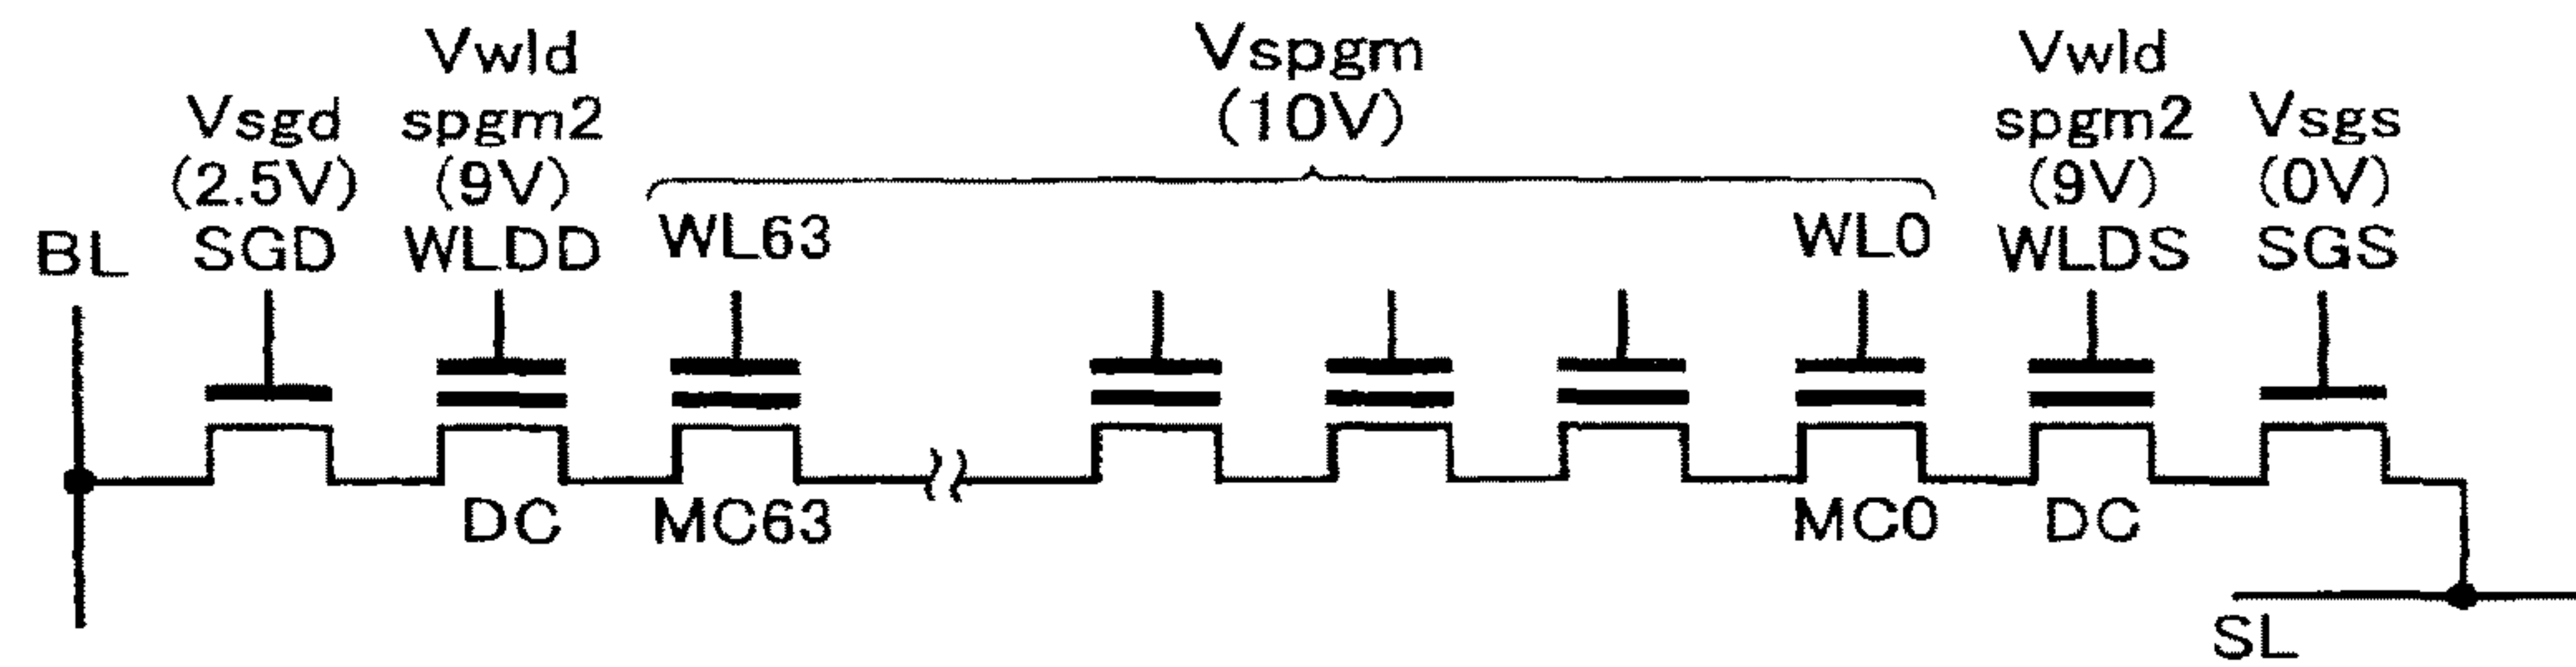 Vwld
spgm2
(9V)
WLDD
Vsgd
(2.5V)
SGD
BL
Vspgm
(10V)
WL63
WL0
Vwld
spgm2
(9V)
WLDS
Vsgs
(0V)
SGS
DC
MC63
MC0
DC
SL